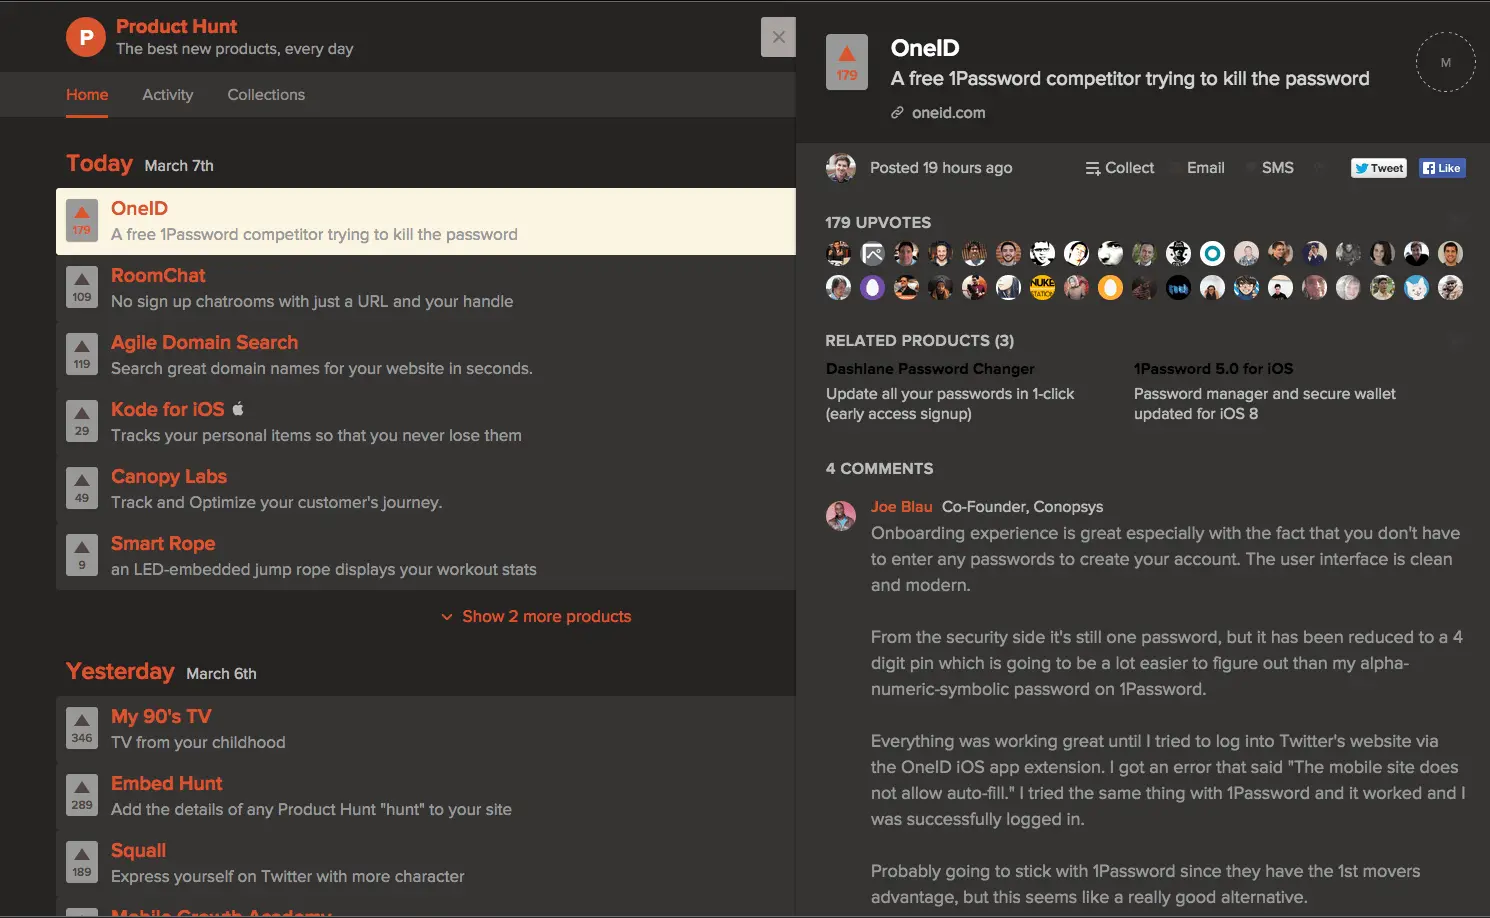 P
Product Hunt
The best new products, every day
Home Activity Collections
Today March 7th
179
OneID
A free 1Password competitor trying to kill the password
109
RoomChat
No sign up chatrooms with just a URL and your handle
119
Agile Domain Search
Search great domain names for your website in seconds.
29
Kode for iOS
Tracks your personal items so that you never lose them
49
Canopy Labs
Track and Optimize your customer's journey.
9
Smart Rope
an LED-embedded jump rope displays your workout stats
Show 2 more products
Yesterday March 6th
346
My 90's TV
TV from your childhood
289
Embed Hunt
Add the details of any Product Hunt "hunt" to your site
189
Squall
Express yourself on Twitter with more character
Mobile Growth Academy
179
OneID
A free 1Password competitor trying to kill the password
oneid.com
M
Posted 19 hours ago Collect Email SMS Tweet Like
179 UPVOTES
NUKE
RELATED PRODUCTS (3)
Dashlane Password Changer
Update all your passwords in 1-click
(early access signup)
1Password 5.0 for iOS
Password manager and secure wallet
updated for iOS 8
4 COMMENTS
Joe Blau Co-Founder, Conopsys
Onboarding experience is great especially with the fact that you don't have
to enter any passwords to create your account. The user interface is clean
and modern.
From the security side it's still one password, but it has been reduced to a 4
digit pin which is going to be a lot easier to figure out than my alpha-
numeric-symbolic password on 1Password.
Everything was working great until I tried to log into Twitter's website via
the OneID iOS app extension. I got an error that said "The mobile site does
not allow auto-fill." I tried the same thing with 1Password and it worked and I
was successfully logged in.
Probably going to stick with 1Password since they have the 1st movers
advantage, but this seems like a really good alternative.